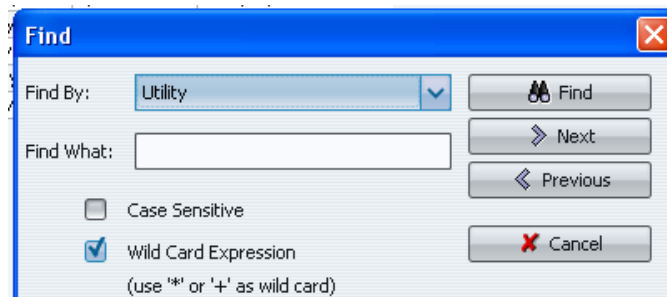 Find
Find By: Utility
Find
Find What:
Next
Previous
Case Sensitive
Wild Card Expression
Cancel
(use '*' or '+' as wild card)